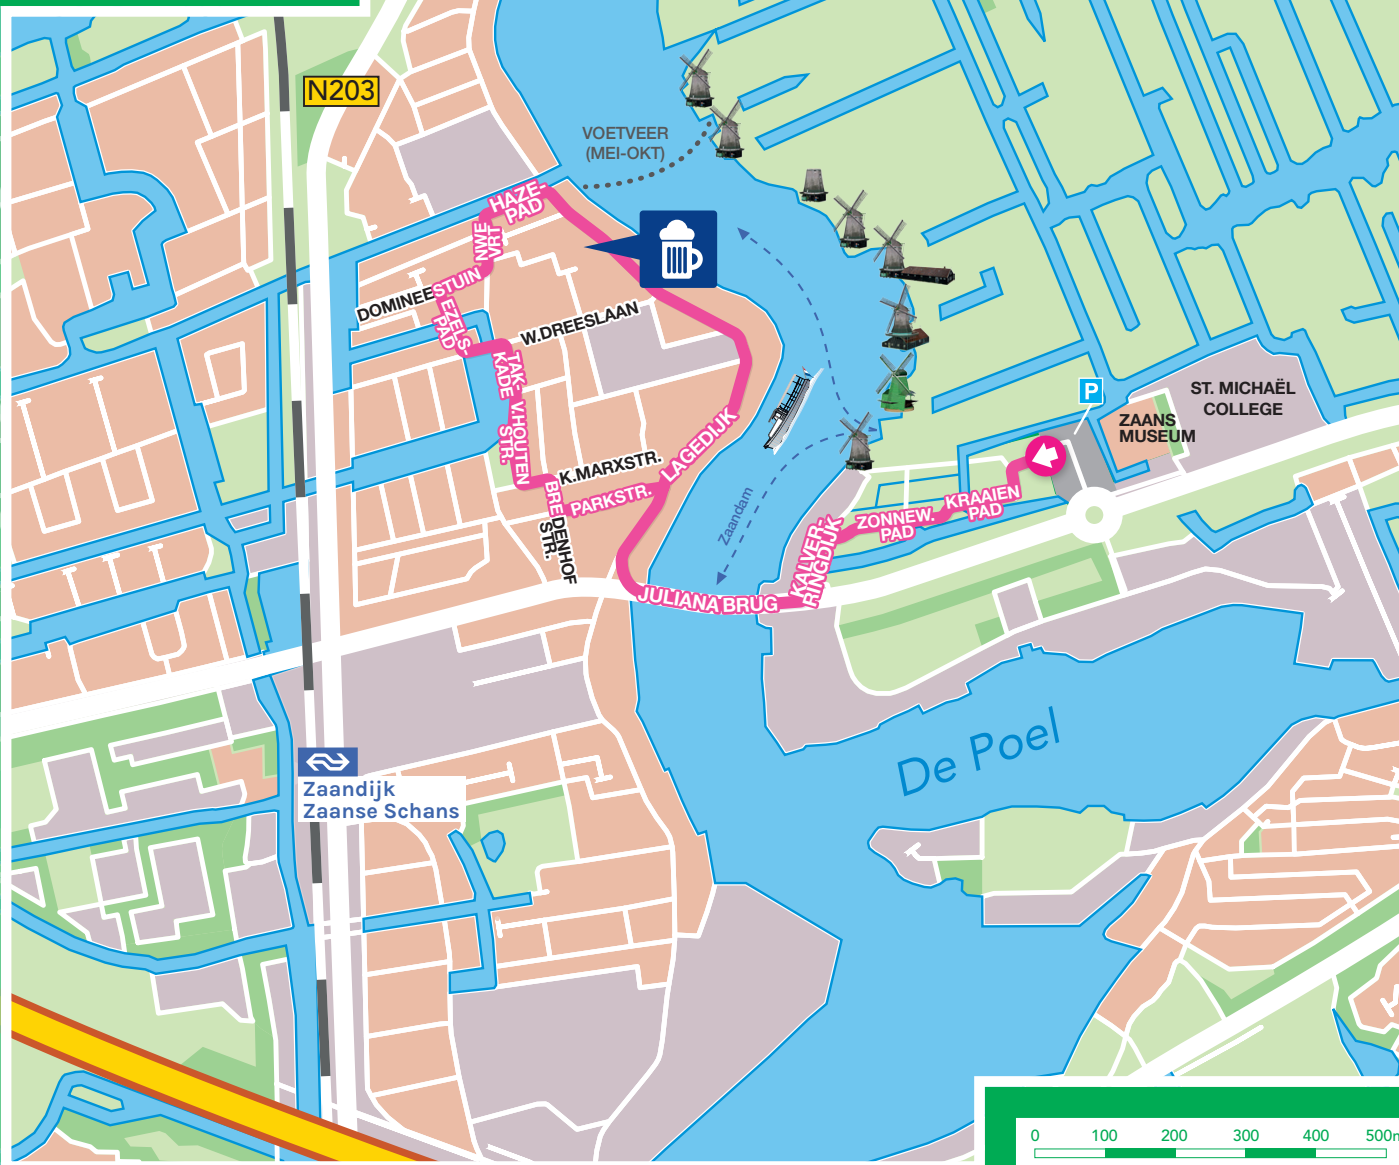 N203
VOETVEER
(MEI-OKT)
HAZE-
PAD
NWE
VRT
DOMINEE STUIN
EZELS-
PAD
W.DREESLAAN
TAK-
KADE
V.HOUTEN
STR.
K.MARXSTR.
LAGEDIJK
PARKSTR.
BREDENHOF
STR.
JULIANA BRUG
KALVER-
RINGDIJK
ZONNEW.
PAD
KRAAIEN
PAD
P
ZAANS
MUSEUM
ST. MICHAËL
COLLEGE
Zaandam
De Poel
Zaandijk
Zaanse Schans
0 100 200 300 400 500m